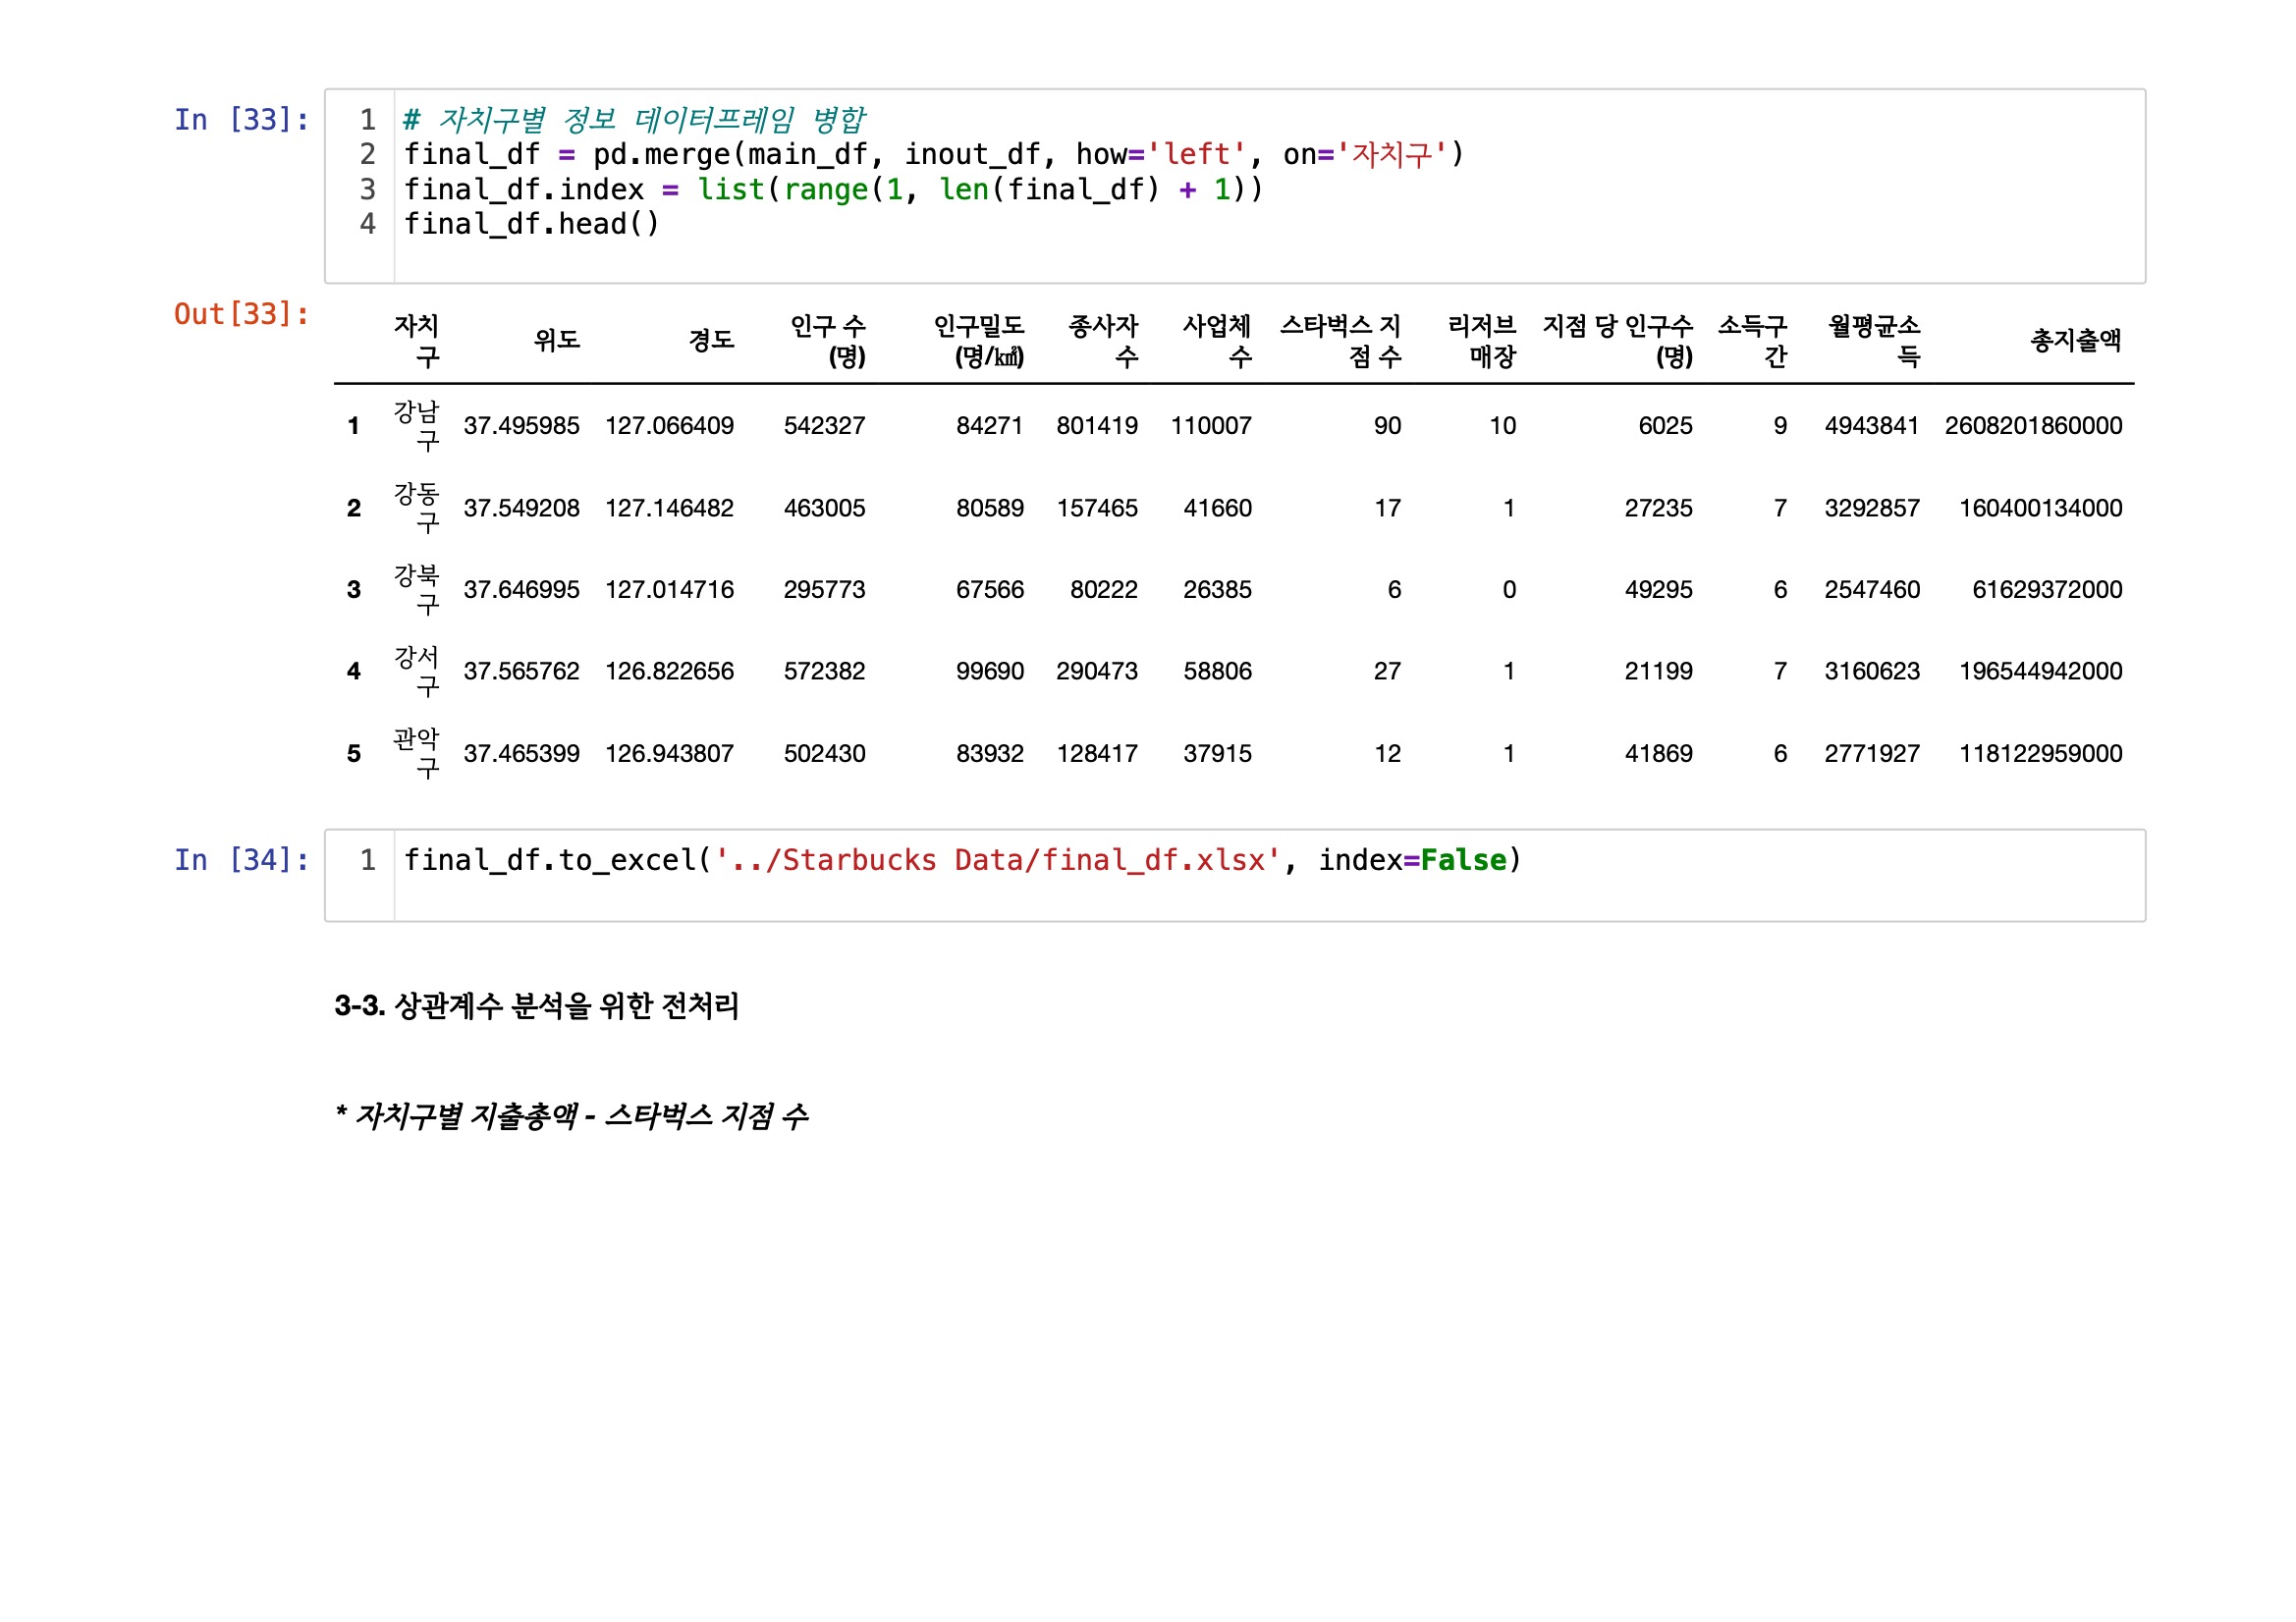 In [33]:
1 # 자치구별 정보 데이터프레임 병합
2 final_df = pd.merge(main_df, inout_df, how='left', on='자치구')
3 final_df.index = list(range(1, len(final_df) + 1))
4 final_df.head()
Out[33]:
자치구 위도 경도 인구 수(명) 인구밀도(명/㎢) 종사자 수 사업체 수 스타벅스 지점 수 리저브 매장 지점 당 인구수(명) 소득구간 월평균소득 총지출액
1 강남구 37.495985 127.066409 542327 84271 801419 110007 90 10 6025 9 4943841 2608201860000
2 강동구 37.549208 127.146482 463005 80589 157465 41660 17 1 27235 7 3292857 160400134000
3 강북구 37.646995 127.014716 295773 67566 80222 26385 6 0 49295 6 2547460 61629372000
4 강서구 37.565762 126.822656 572382 99690 290473 58806 27 1 21199 7 3160623 196544942000
5 관악구 37.465399 126.943807 502430 83932 128417 37915 12 1 41869 6 2771927 118122959000
In [34]:
1 final_df.to_excel('../Starbucks Data/final_df.xlsx', index=False)
3-3. 상관계수 분석을 위한 전처리
* 자치구별 지출총액 - 스타벅스 지점 수